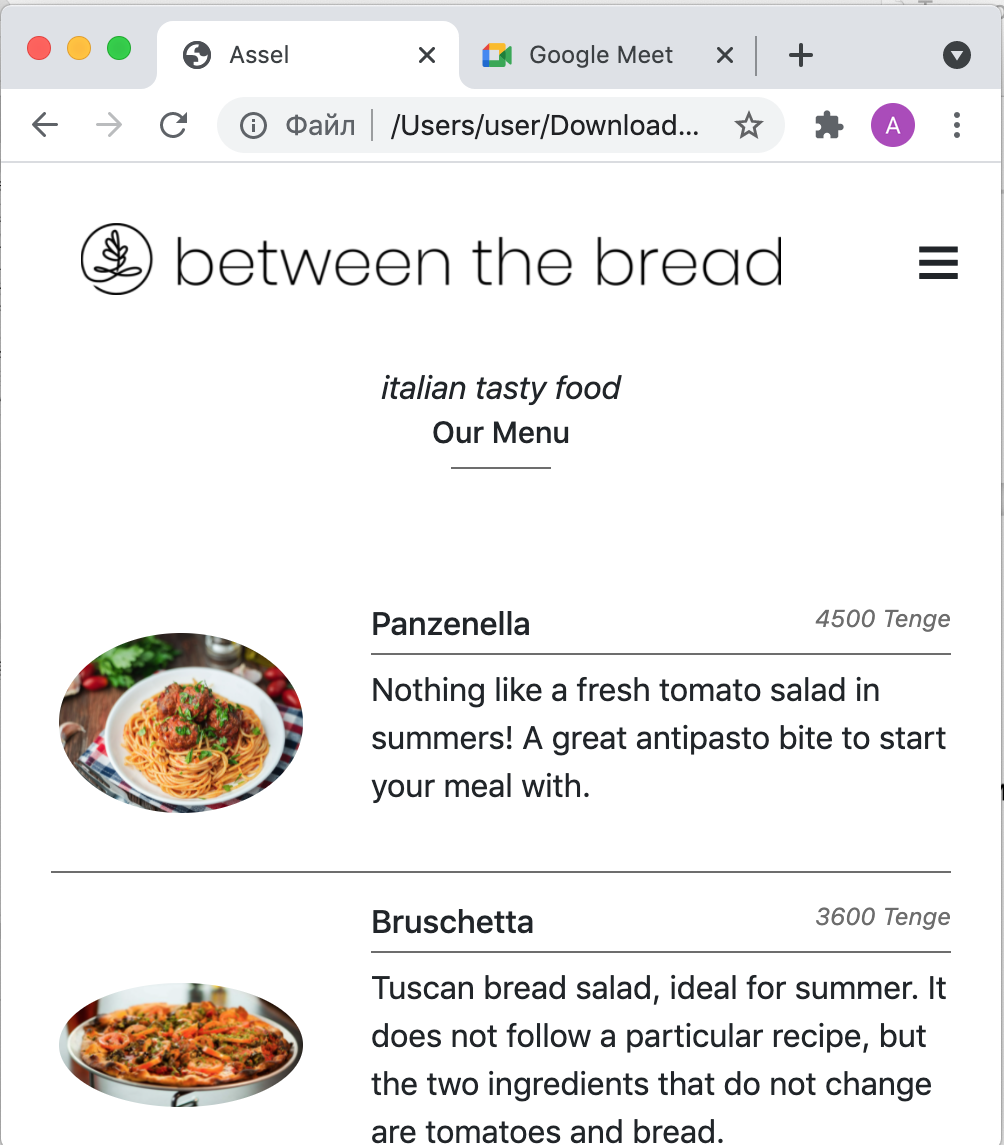 Assel
Google Meet
Файл
/Users/user/Download...
A
between the bread
italian tasty food
Our Menu
Panzenella
4500 Tenge
Nothing like a fresh tomato salad in
summers! A great antipasto bite to start
your meal with.
Bruschetta
3600 Tenge
Tuscan bread salad, ideal for summer. It
does not follow a particular recipe, but
the two ingredients that do not change
are tomatoes and bread.